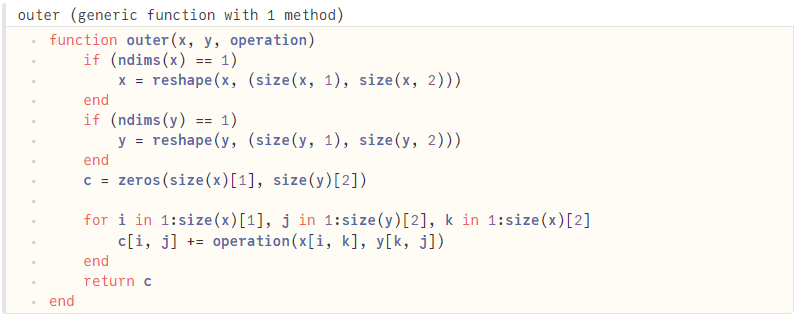 outer (generic function with 1 method)
function outer(x, y, operation)
    if (ndims(x) == 1)
        x = reshape(x, (size(x, 1), size(x, 2)))
    end
    if (ndims(y) == 1)
        y = reshape(y, (size(y, 1), size(y, 2)))
    end
    c = zeros(size(x)[1], size(y)[2])

    for i in 1:size(x)[1], j in 1:size(y)[2], k in 1:size(x)[2]
        c[i, j] += operation(x[i, k], y[k, j])
    end
    return c
end